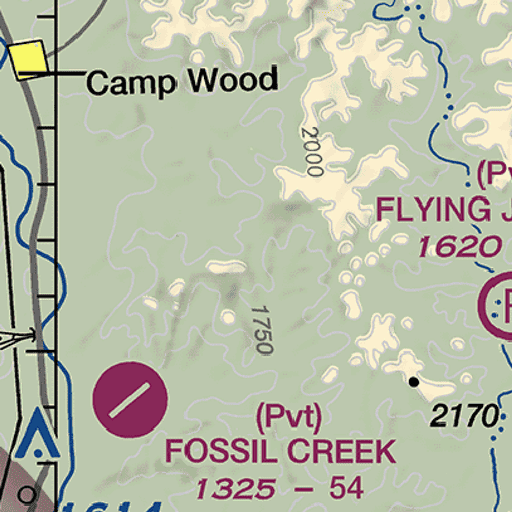 Camp Wood
2000
(Pv
FLYING J
1620
1750
2170
(Pvt)
FOSSIL CREEK
1325 - 54